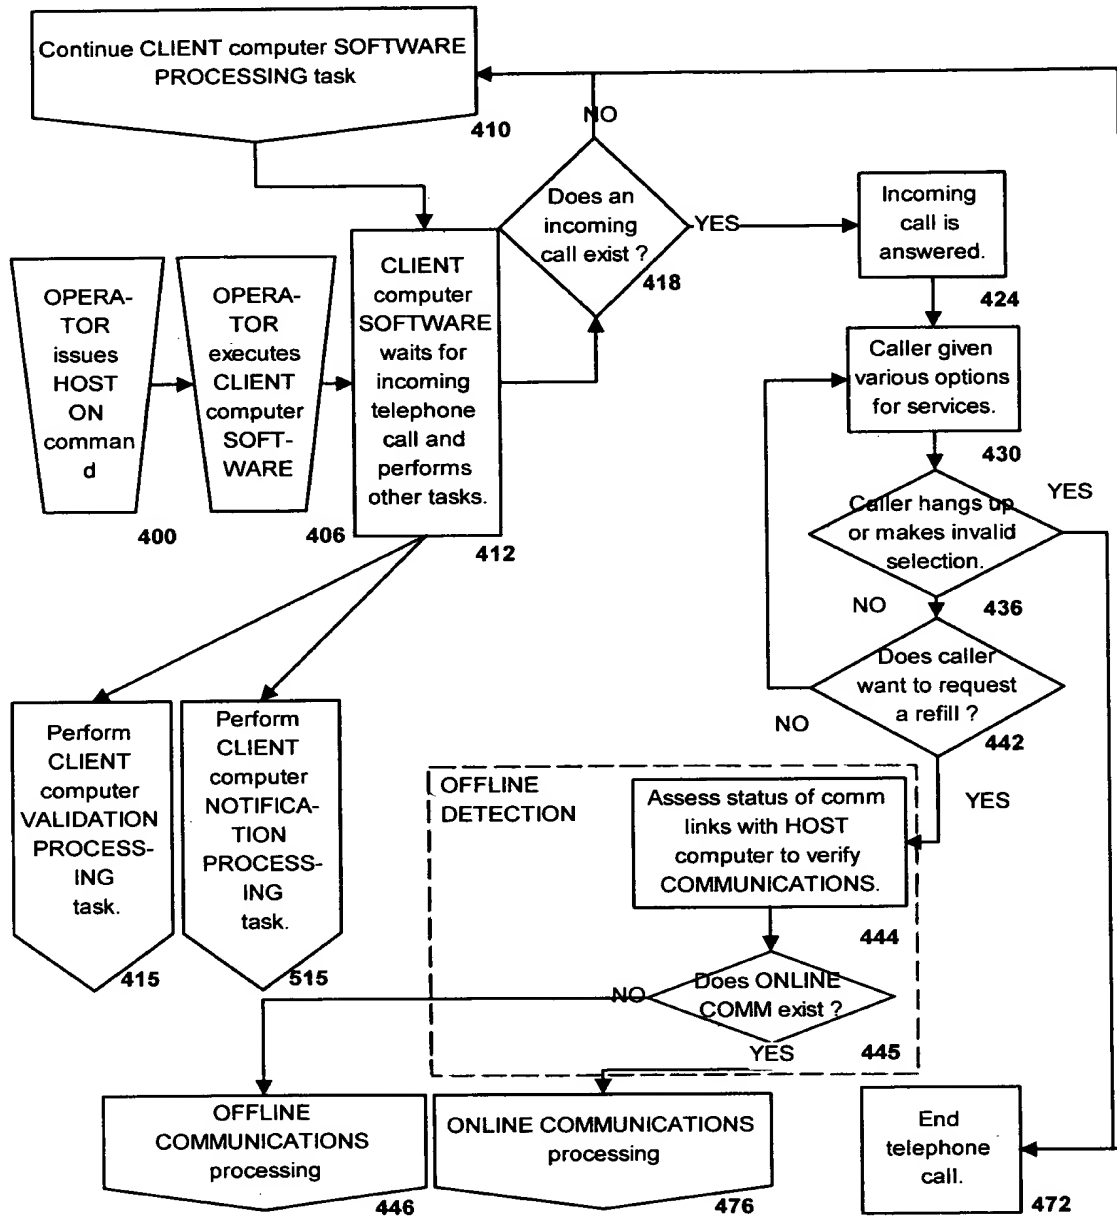 Continue CLIENT computer SOFTWARE
PROCESSING task
410
NO
Does an
incoming
call exist ?
418
YES
Incoming
call is
answered.
424
OPERA-
TOR
issues
HOST
ON
comman
d
400
OPERA-
TOR
executes
CLIENT
computer
SOFT-
WARE
406
CLIENT
computer
SOFTWARE
waits for
incoming
telephone
call and
performs
other tasks.
412
Caller given
various options
for services.
430
Caller hangs up
or makes invalid
selection.
YES
436
NO
Does caller
want to request
a refill ?
442
NO
YES
Perform
CLIENT
computer
VALIDATION
PROCESS-
ING
task.
415
Perform
CLIENT
computer
NOTIFICA-
TION
PROCESS-
ING
task.
515
OFFLINE
DETECTION
Assess status of comm
links with HOST
computer to verify
COMMUNICATIONS.
444
Does ONLINE
COMM exist ?
NO
YES
445
OFFLINE
COMMUNICATIONS
processing
446
ONLINE COMMUNICATIONS
processing
476
End
telephone
call.
472